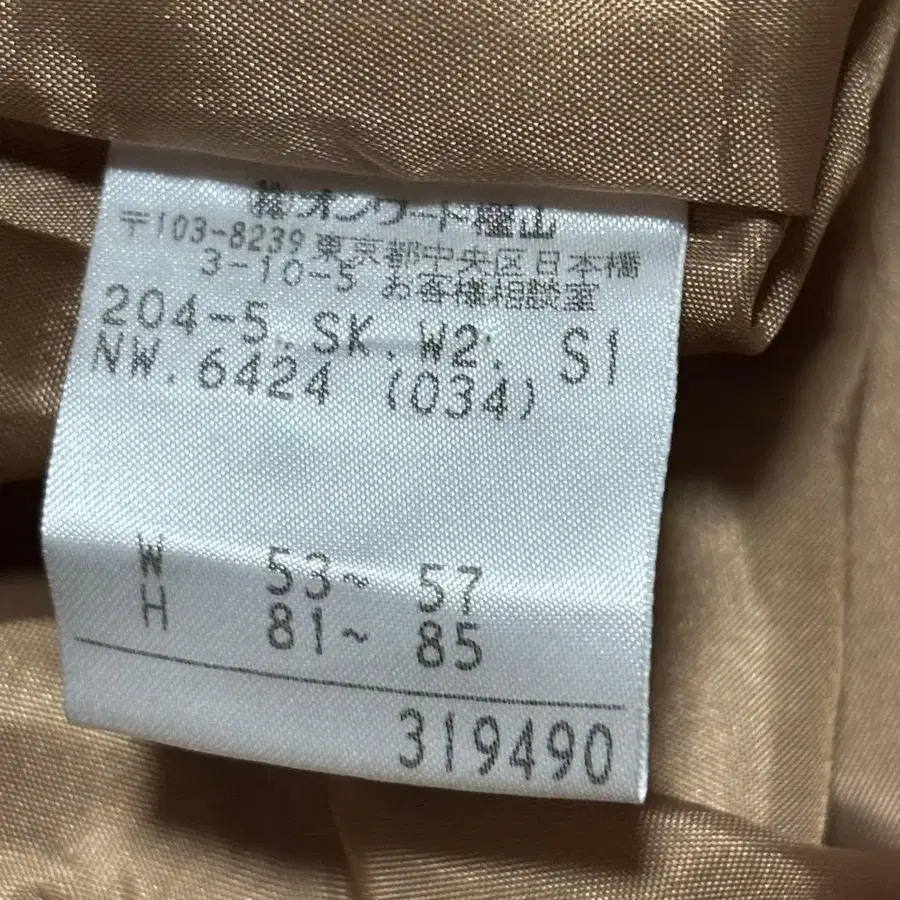 ㈱オンワード樫山
〒103-8239 東京都中央区日本橋
3-10-5 お客様相談室
204-5. SK. W2. S1
NW. 6424 (034)
W 53~ 57
H 81~ 85
319490